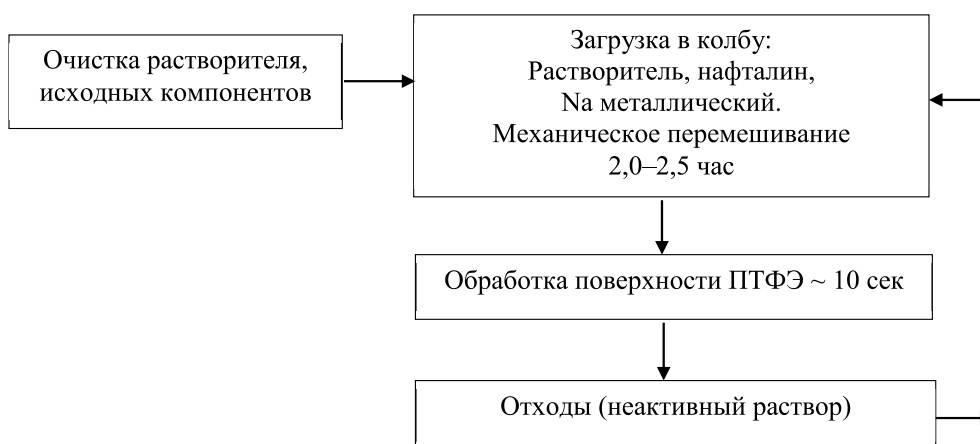 Очистка растворителя,
исходных компонентов
Загрузка в колбу:
Растворитель, нафталин,
Na металлический.
Механическое перемешивание
2,0–2,5 час
Обработка поверхности ПТФЭ ~ 10 сек
Отходы (неактивный раствор)